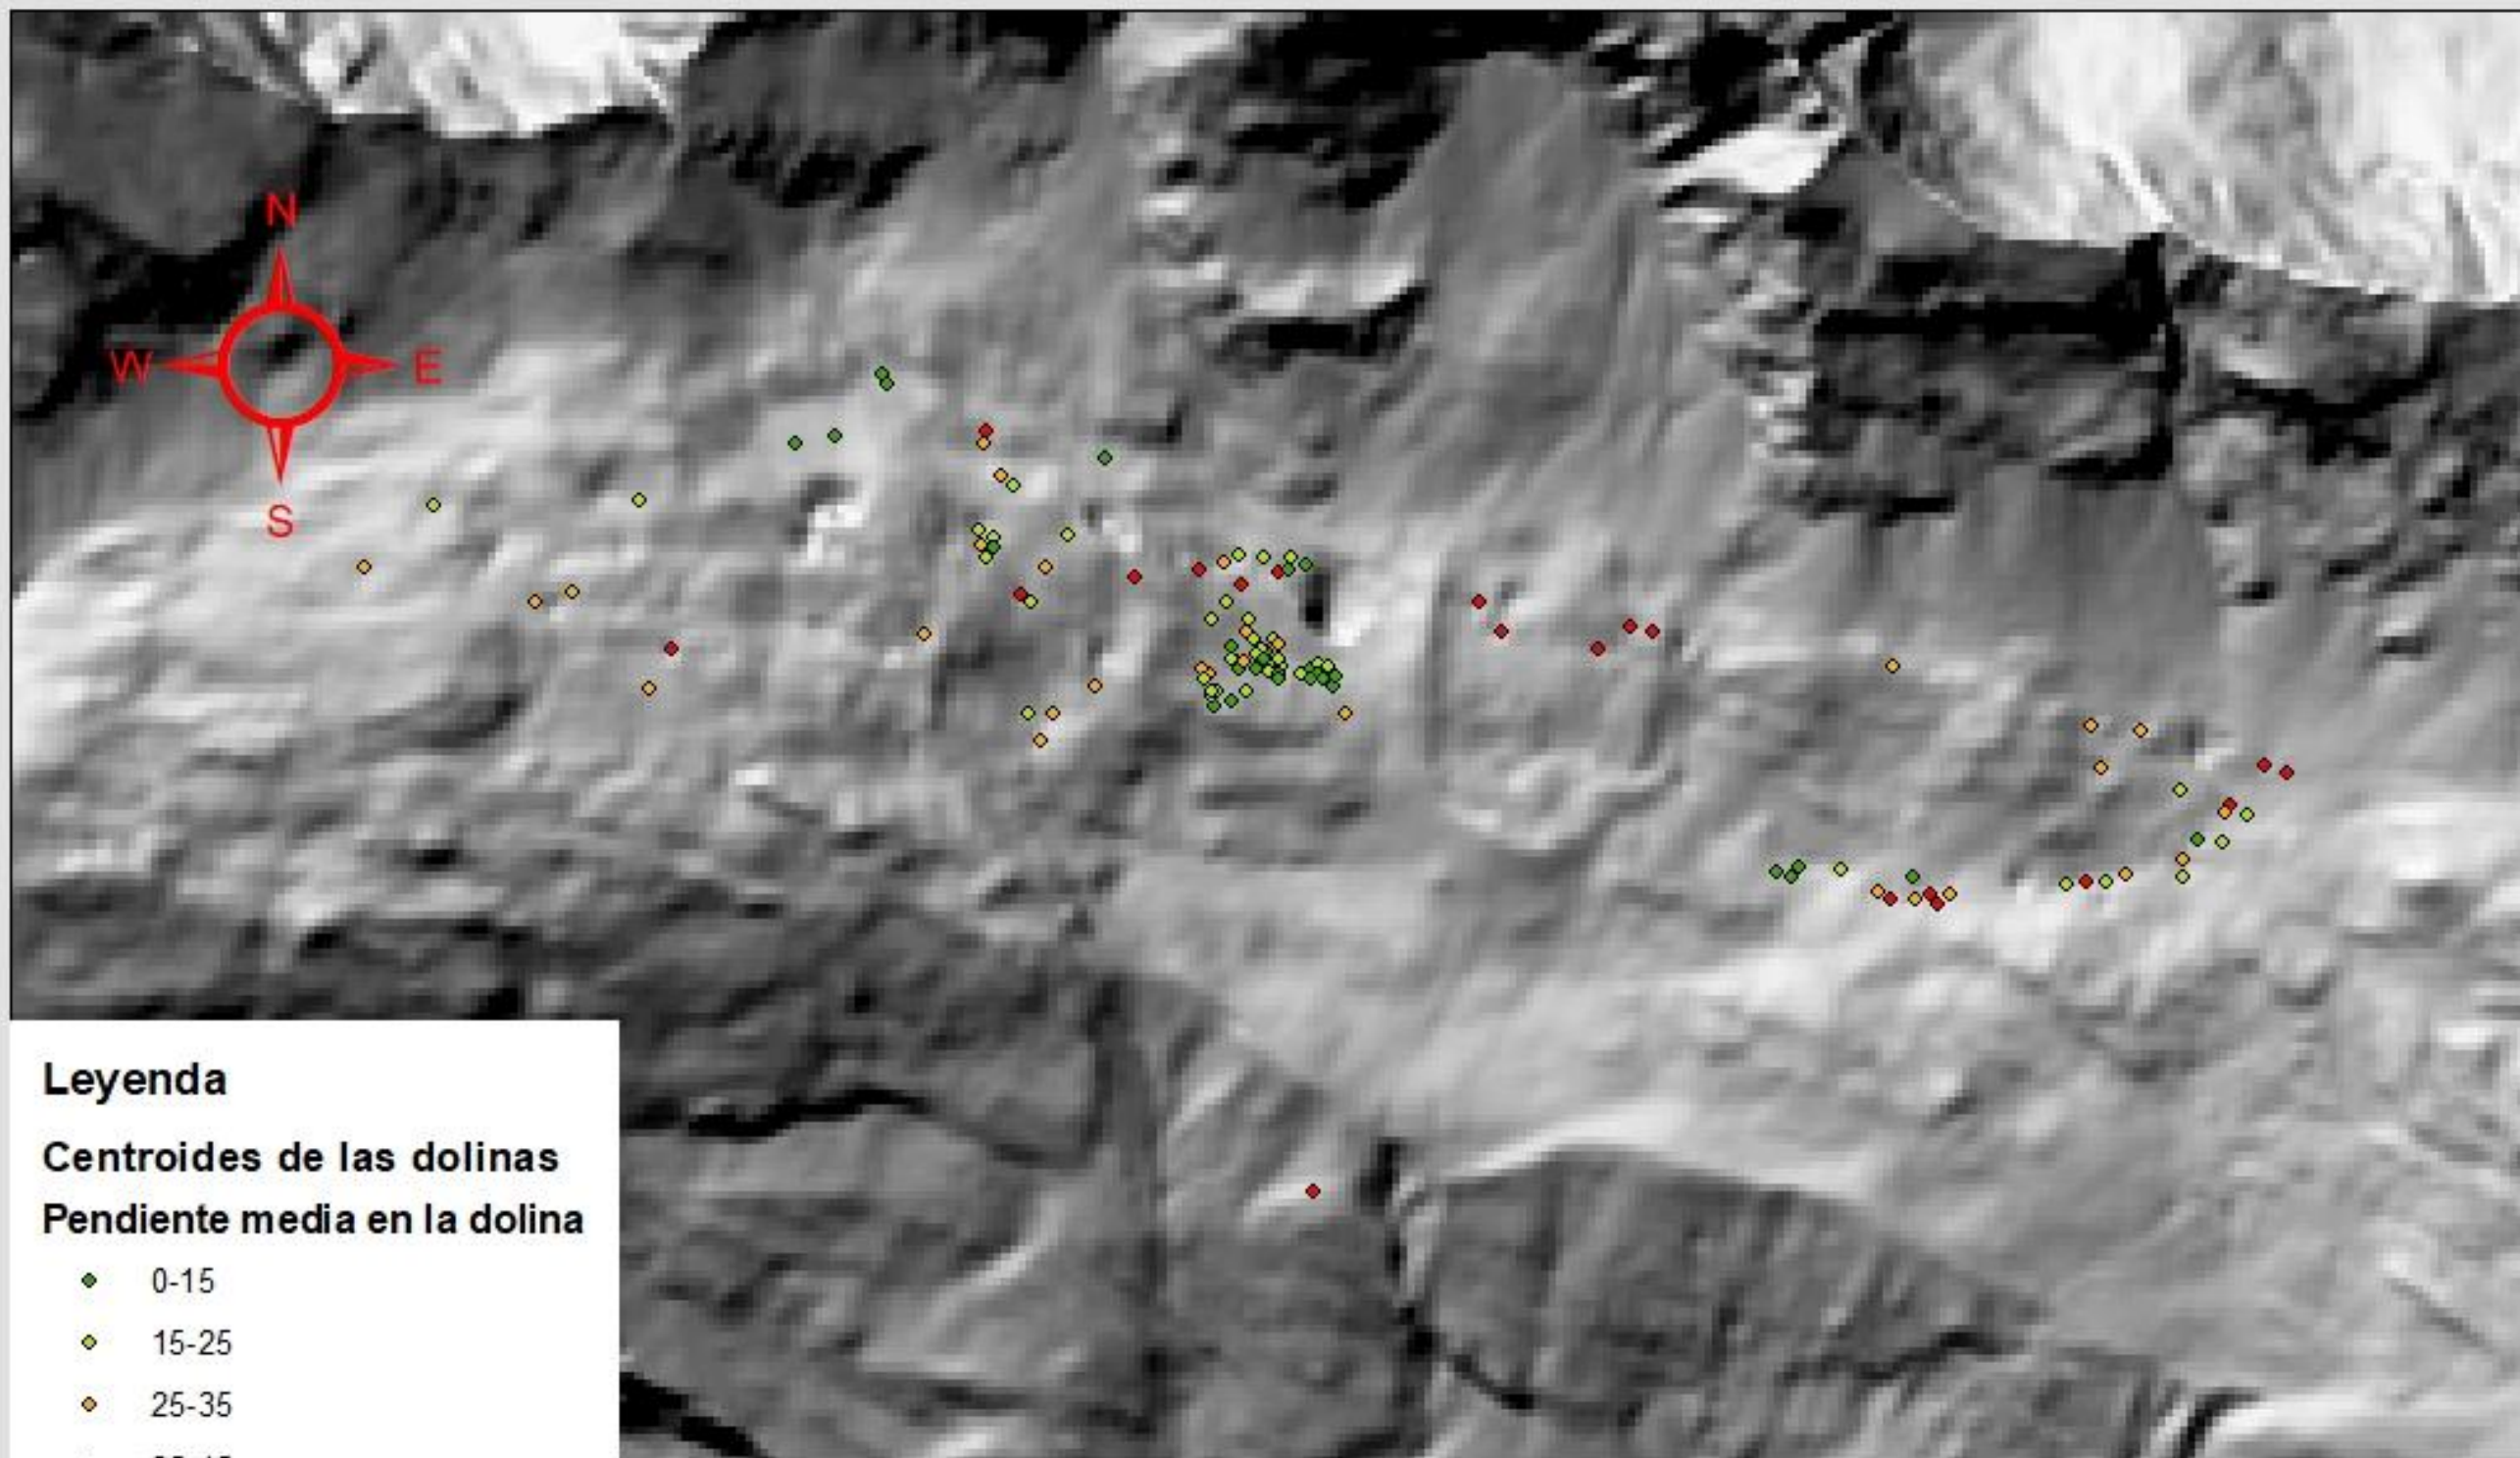 N
W E
S
Leyenda
Centroides de las dolinas
Pendiente media en la dolina
0-15
15-25
25-35